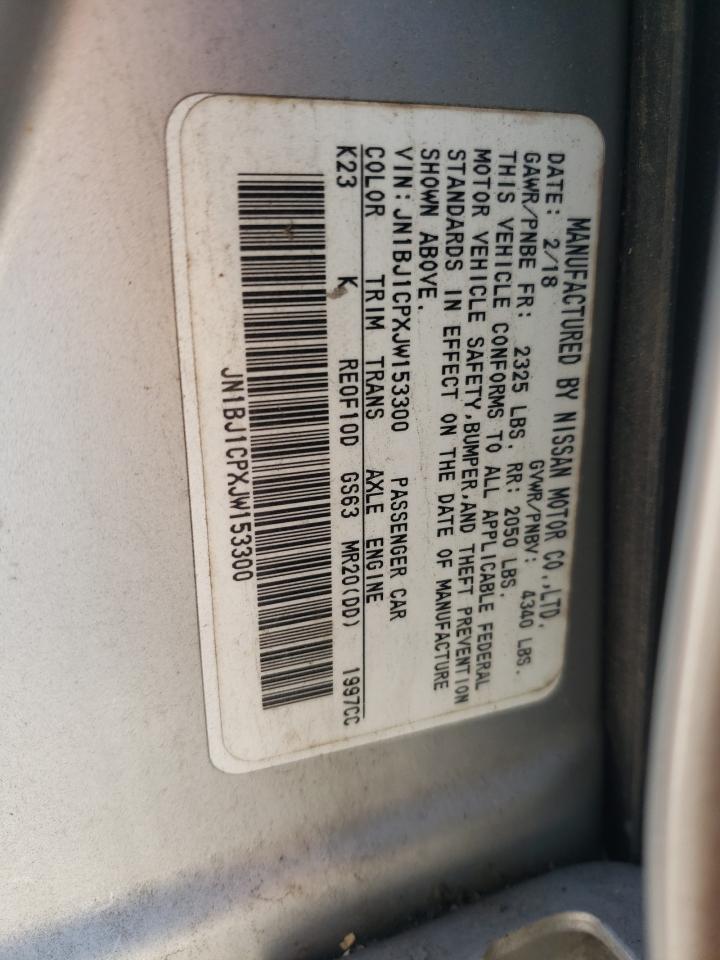 MANUFACTURED BY NISSAN MOTOR CO.,LTD.
DATE: 2/18 GVWR/PNBV: 4340 LBS.
GAWR/PNBE FR: 2325 LBS. RR: 2050 LBS.
THIS VEHICLE CONFORMS TO ALL APPLICABLE FEDERAL
MOTOR VEHICLE SAFETY,BUMPER,AND THEFT PREVENTION
STANDARDS IN EFFECT ON THE DATE OF MANUFACTURE
SHOWN ABOVE.
VIN:JN1BJ1CPXJW153300 PASSENGER CAR
COLOR TRIM TRANS AXLE ENGINE
K23 K RE0F10D GS63 MR20(DD) 1997CC
JN1BJ1CPXJW153300